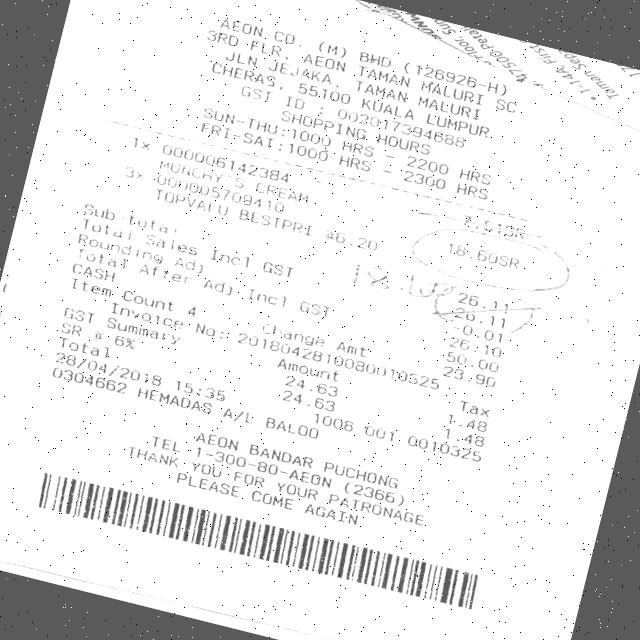 AEON CO. (M) BHD (126926-H)
3RD FLR, AEON TAMAN MALURI SC
JLN JEJAKA, TAMAN MALURI
CHERAS, 55100 KUALA LUMPUR
GST ID : 002017394688
SHOPPING HOURS
SUN-THU:1000 HRS - 2200 HRS
FRI-SAT:1000 HRS - 2300 HRS
1x 000006142384 7.51SR
MUNCHY S CREAM
3x 000005709410 18.60SR
TOPVALU BESTPRI @6.20
Sub-total 26.11
Total Sales Incl GST 26.11
Rounding Adj -0.01
Total After Adj Incl GST 26.10
CASH 50.00
Item Count 4 Change Amt 23.90
Invoice No: 2018042810080010325
GST Summary Amount Tax
SR @ 6% 24.63 1.48
Total 24.63 1.48
28/04/2018 15:35 1008 001 0010325
0304662 HEMADAS A/L BALOO
AEON BANDAR PUCHONG
TEL 1-300-80-AEON (2366)
THANK YOU FOR YOUR PATRONAGE
PLEASE COME AGAIN